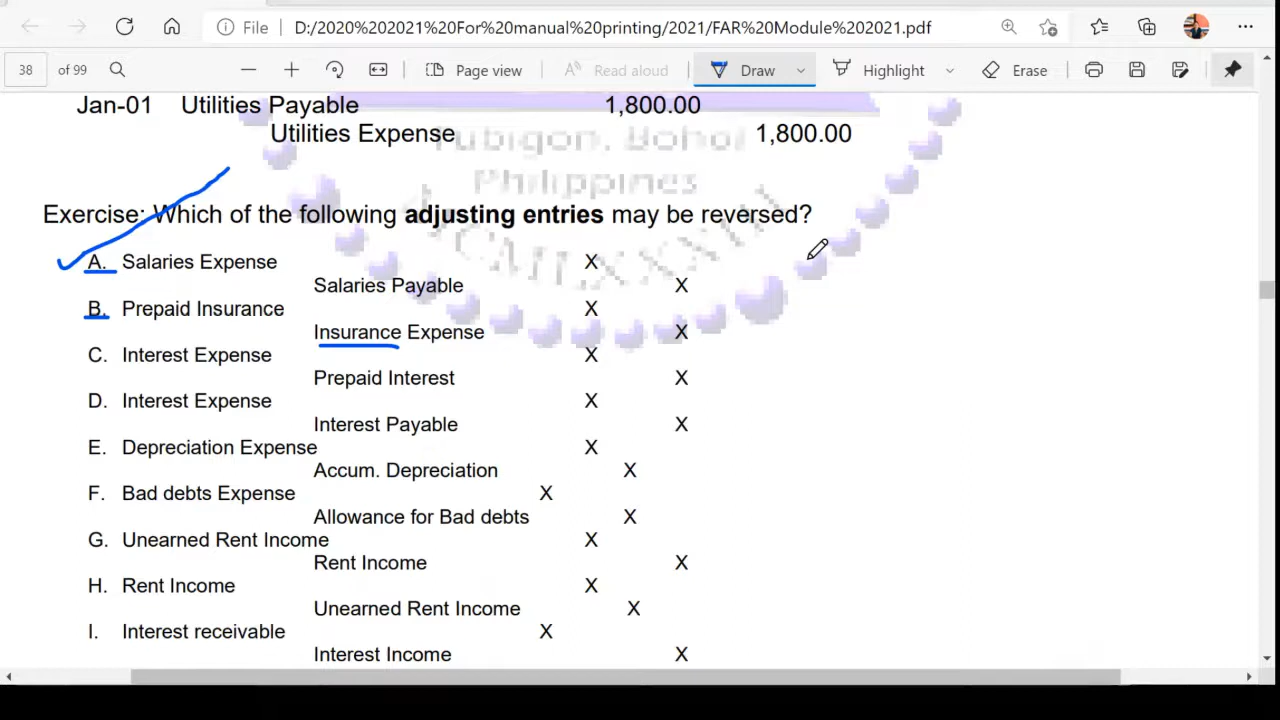 File D:/2020%202021%20For%20manual%20printing/2021/FAR%20Module%202021.pdf
38 of 99 Page view Read aloud Draw Highlight Erase
Jan-01 Utilities Payable 1,800.00
Utilities Expense 1,800.00
Tubigon, Bohol
Philippines
MCMLXXXVIII
Exercise: Which of the following adjusting entries may be reversed?
A. Salaries Expense X
Salaries Payable X
B. Prepaid Insurance X
Insurance Expense X
C. Interest Expense X
Prepaid Interest X
D. Interest Expense X
Interest Payable X
E. Depreciation Expense X
Accum. Depreciation X
F. Bad debts Expense X
Allowance for Bad debts X
G. Unearned Rent Income X
Rent Income X
H. Rent Income X
Unearned Rent Income X
I. Interest receivable X
Interest Income X